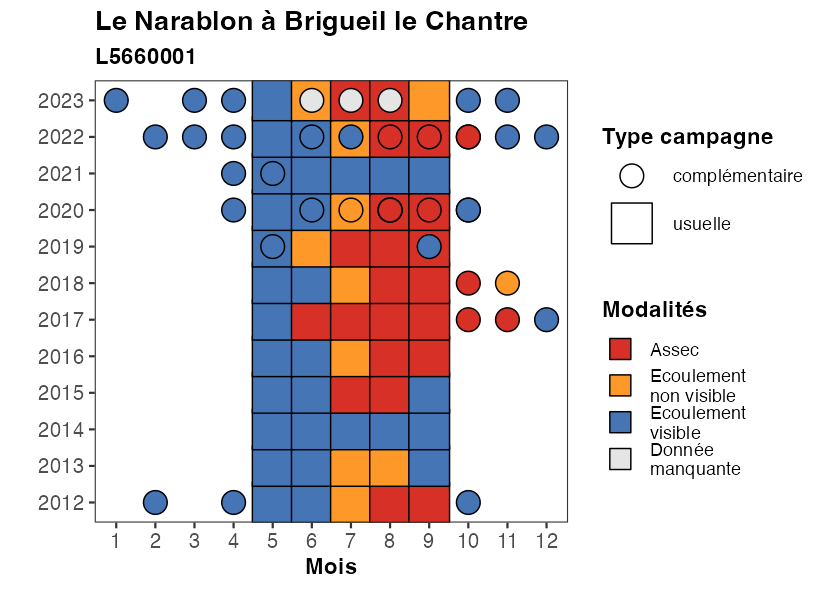 Le Narablon à Brigueil le Chantre
L5660001
2023
2022
2021
2020
2019
2018
2017
2016
2015
2014
2013
2012
1 2 3 4 5 6 7 8 9 10 11 12
Mois
Type campagne
complémentaire
usuelle
Modalités
Assec
Ecoulement
non visible
Ecoulement
visible
Donnée
manquante